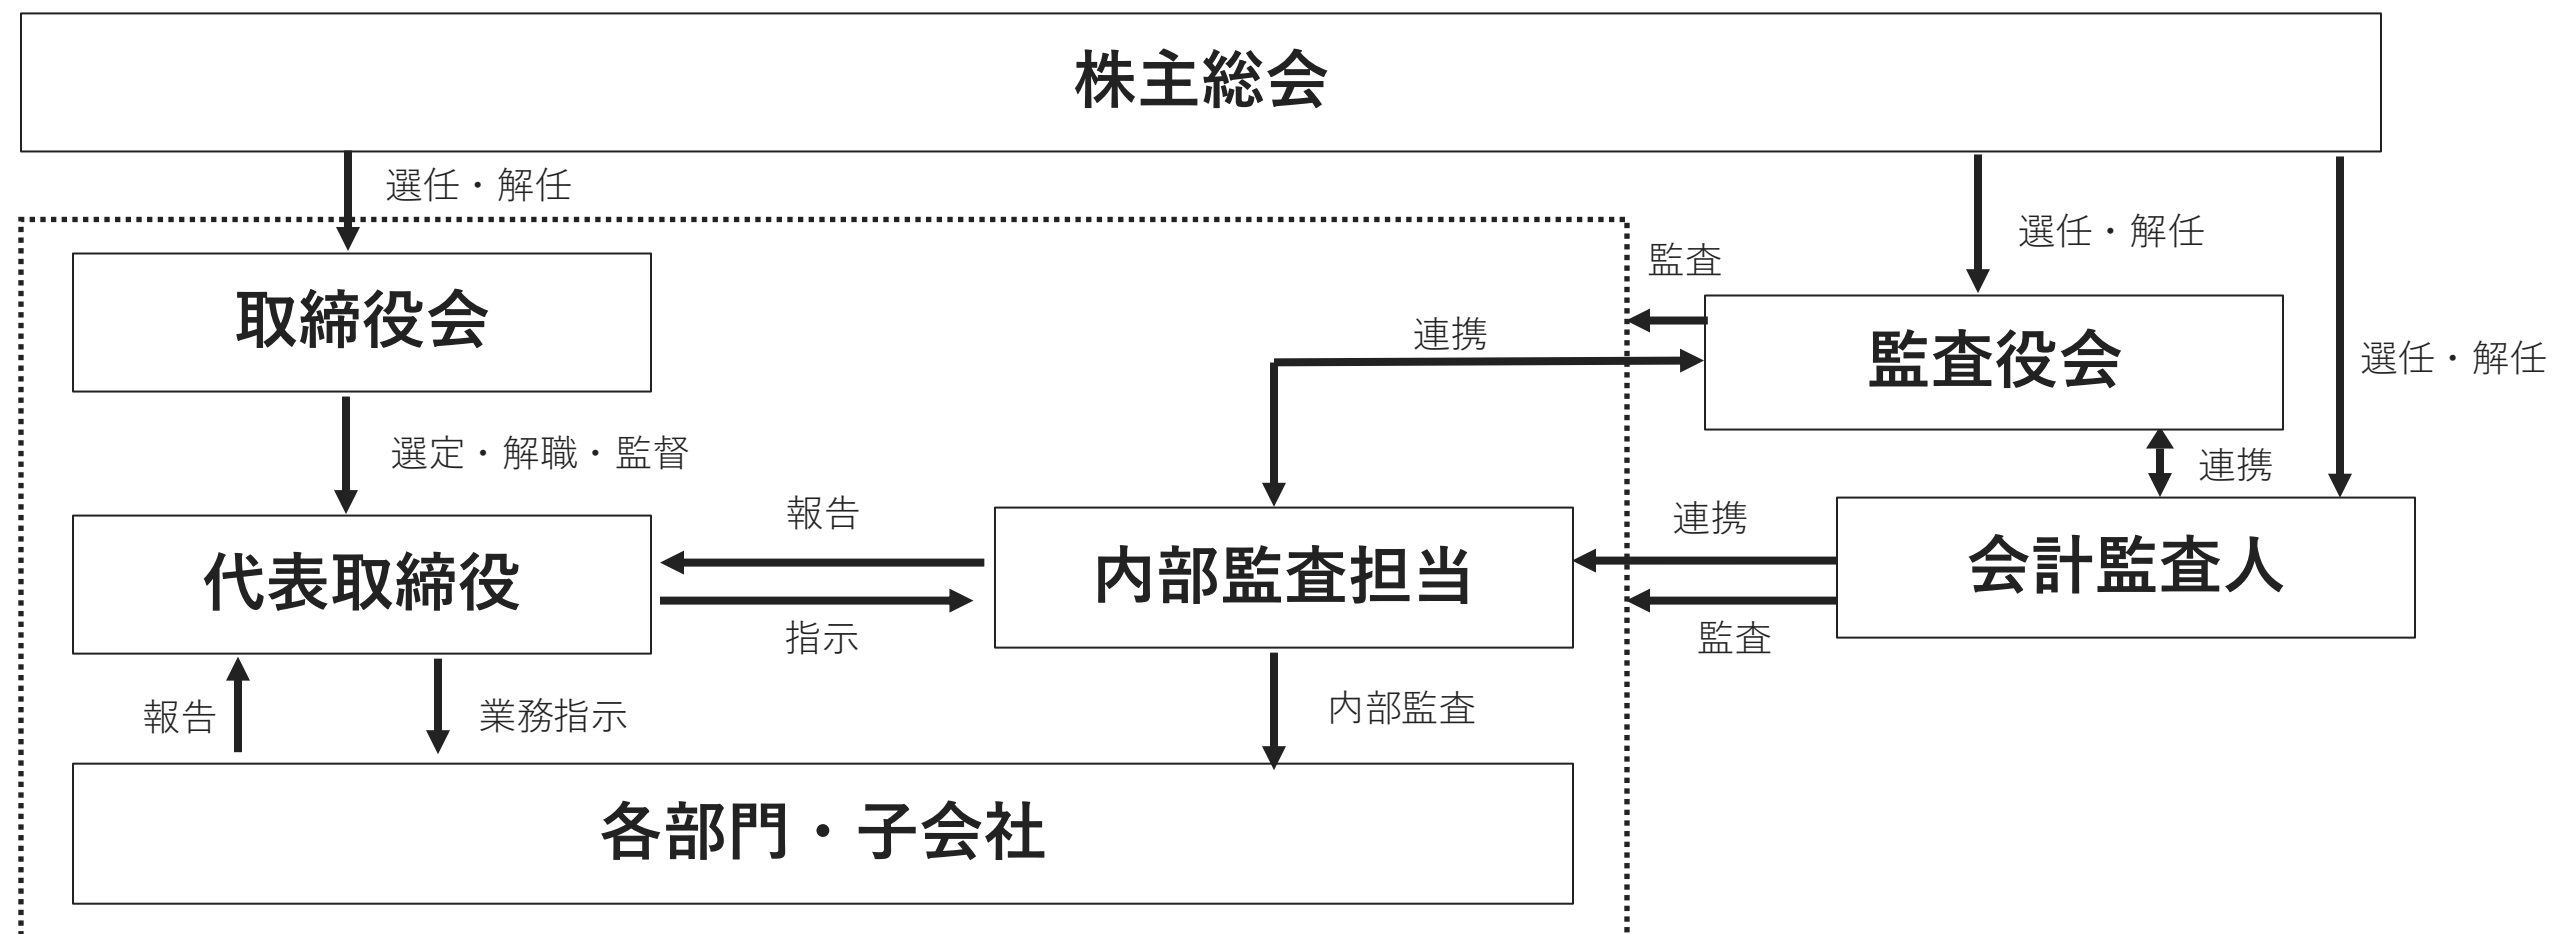 株主総会
選任・解任
選任・解任
監査
取締役会
連携
監査役会
選任・解任
選定・解職・監督
連携
報告
連携
代表取締役
内部監査担当
会計監査人
指示
監査
報告
業務指示
内部監査
各部門・子会社